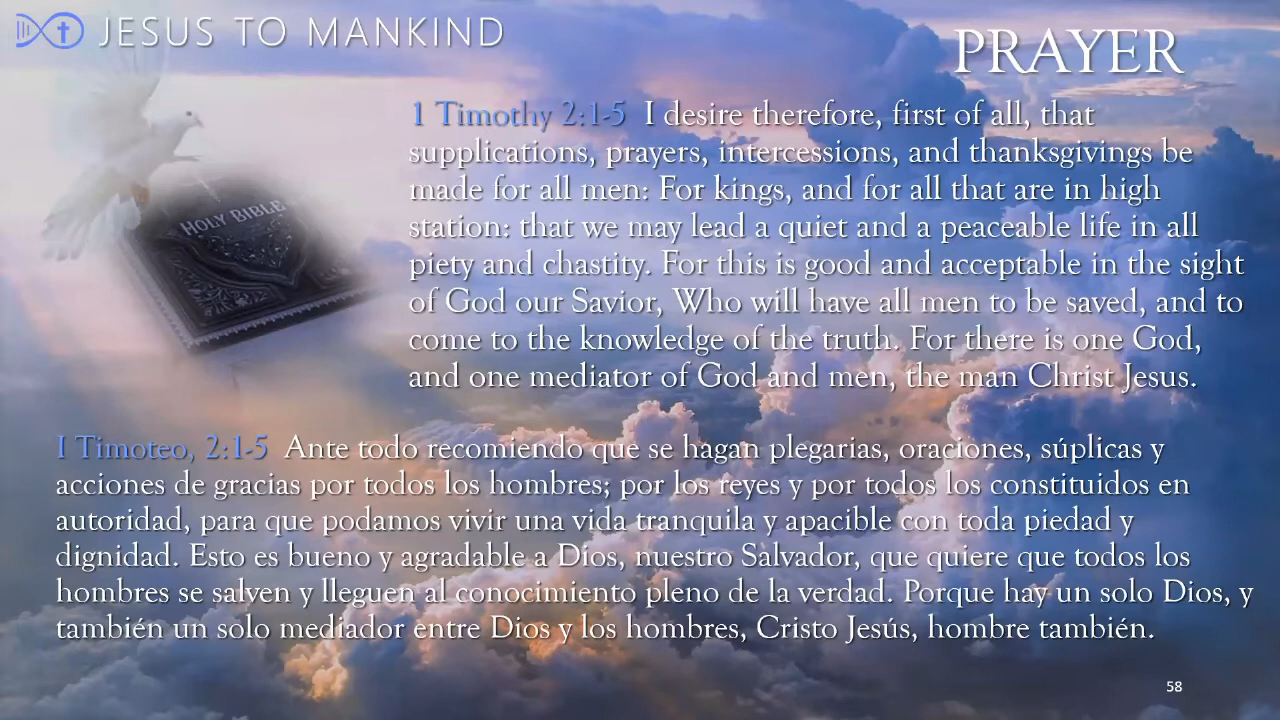 JESUS TO MANKIND
PRAYER
HOLY BIBLE
1 Timothy 2:1-5 I desire therefore, first of all, that
supplications, prayers, intercessions, and thanksgivings be
made for all men: For kings, and for all that are in high
station: that we may lead a quiet and a peaceable life in all
piety and chastity. For this is good and acceptable in the sight
of God our Savior, Who will have all men to be saved, and to
come to the knowledge of the truth. For there is one God,
and one mediator of God and men, the man Christ Jesus.
I Timoteo, 2:1-5 Ante todo recomiendo que se hagan plegarias, oraciones, súplicas y
acciones de gracias por todos los hombres; por los reyes y por todos los constituidos en
autoridad, para que podamos vivir una vida tranquila y apacible con toda piedad y
dignidad. Esto es bueno y agradable a Dios, nuestro Salvador, que quiere que todos los
hombres se salven y lleguen al conocimiento pleno de la verdad. Porque hay un solo Dios, y
también un solo mediador entre Dios y los hombres, Cristo Jesús, hombre también.
58